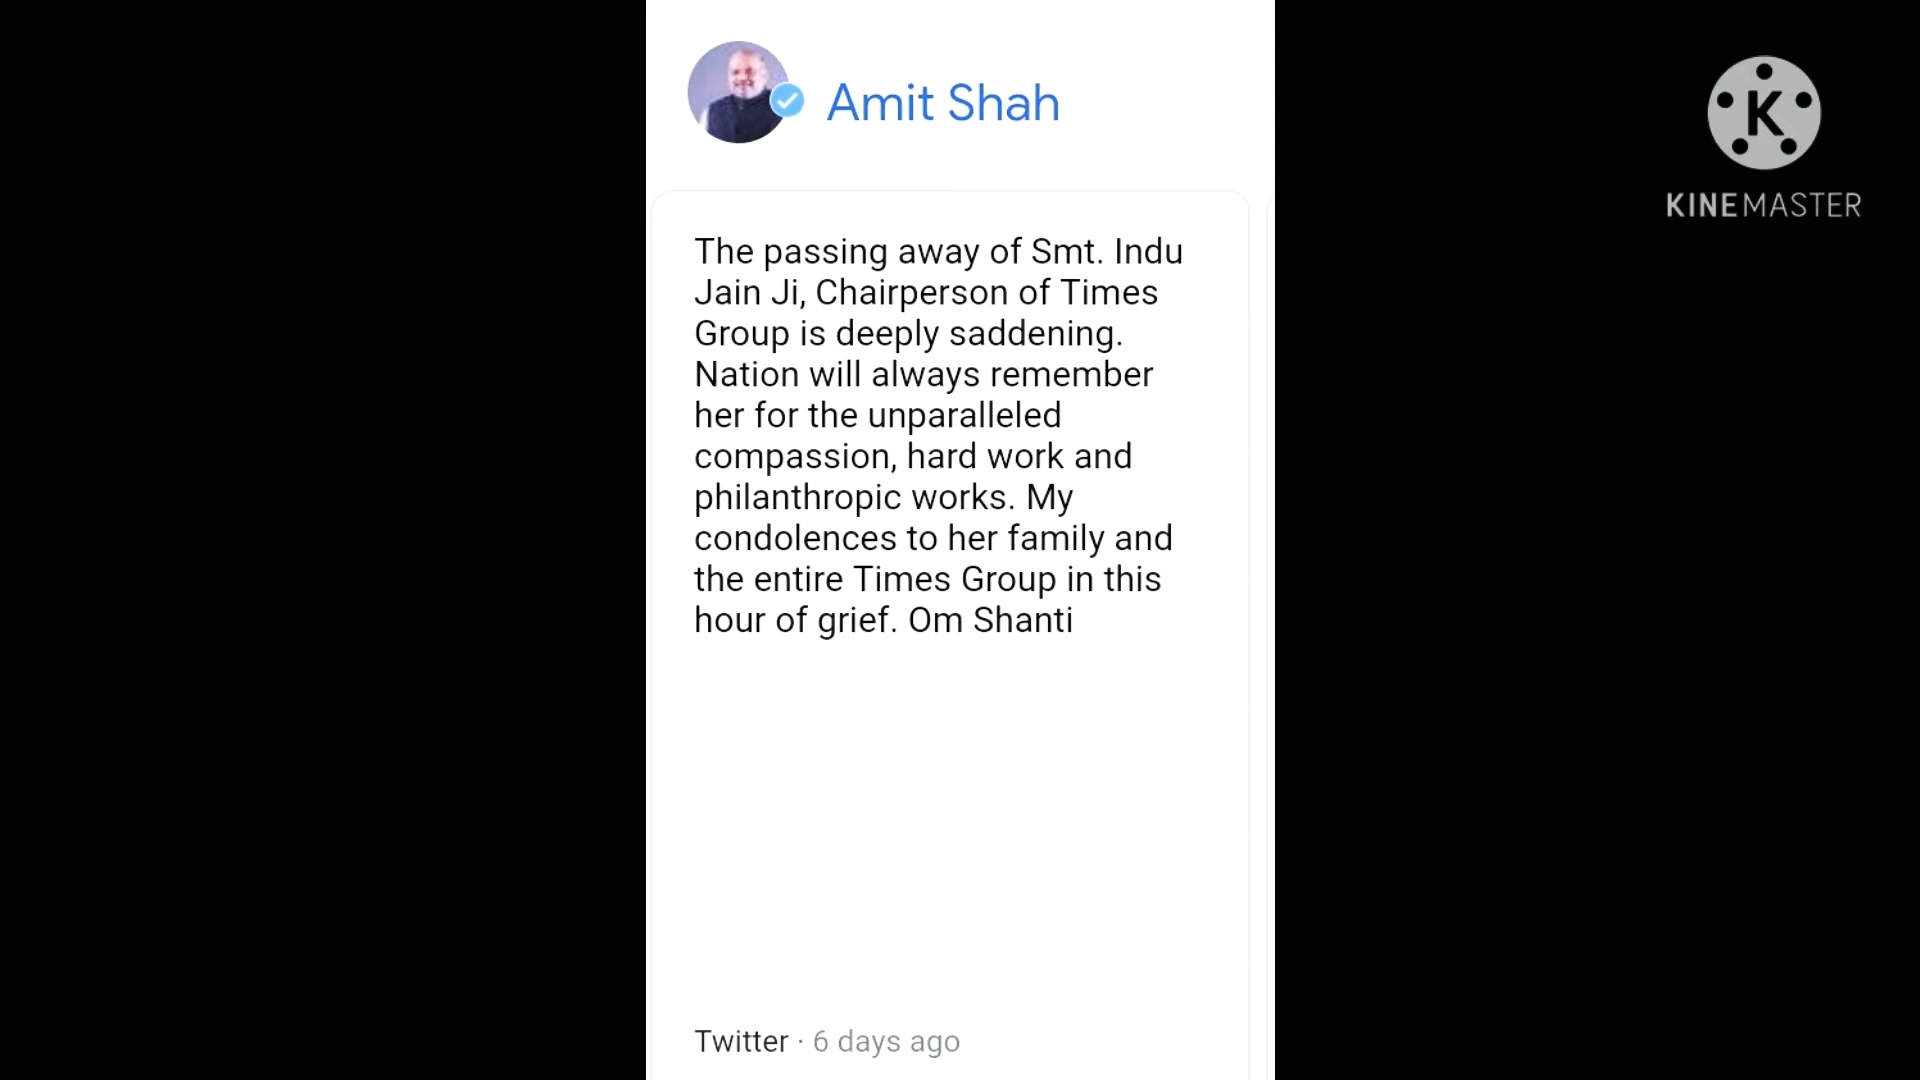 Amit Shah
K
KINEMASTER
The passing away of Smt. Indu
Jain Ji, Chairperson of Times
Group is deeply saddening.
Nation will always remember
her for the unparalleled
compassion, hard work and
philanthropic works. My
condolences to her family and
the entire Times Group in this
hour of grief. Om Shanti
Twitter · 6 days ago